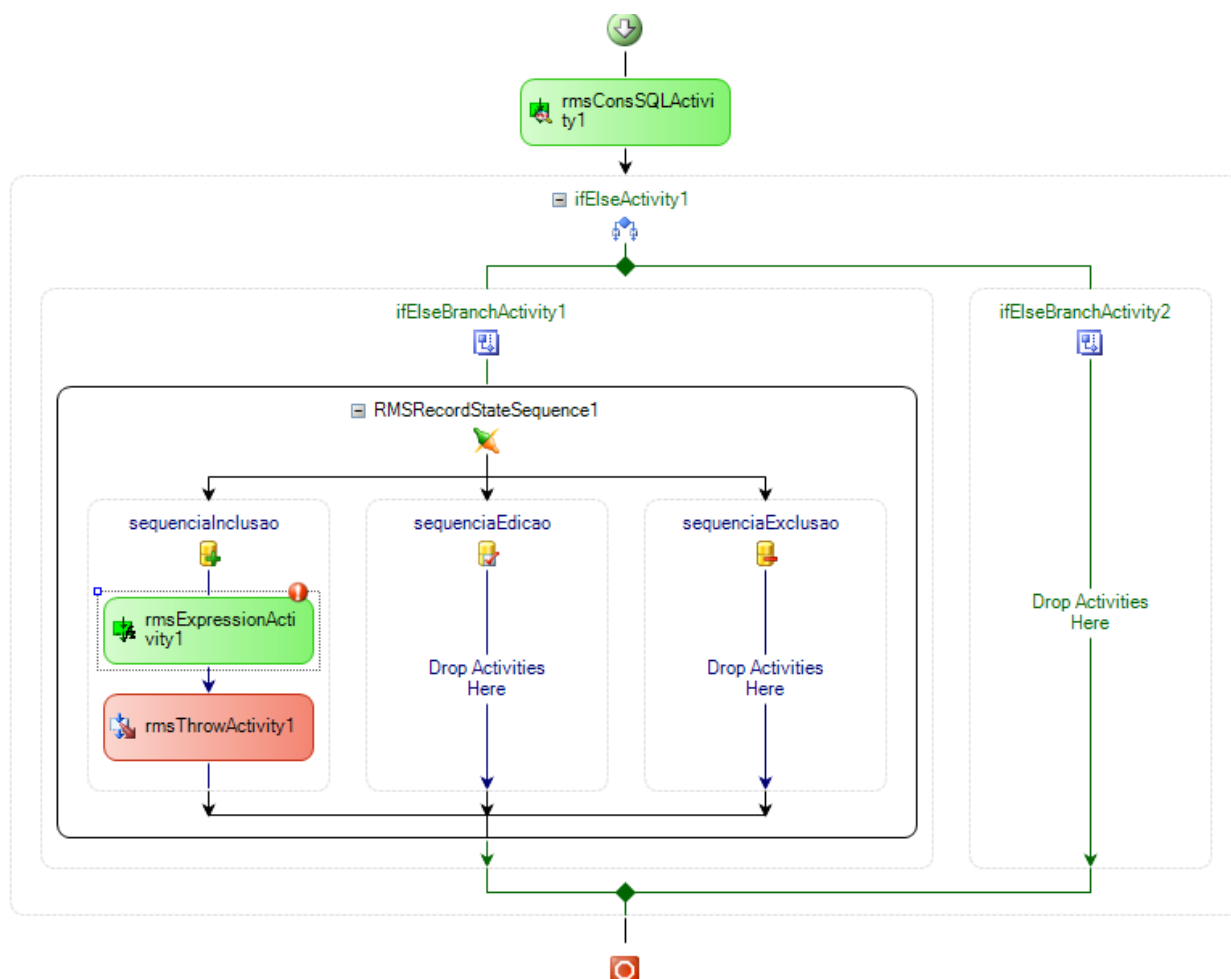 rmsConsSQLActivi
ty1
ifElseActivity1
ifElseBranchActivity1
ifElseBranchActivity2
RMSRecordStateSequence1
sequenciaInclusao
sequenciaEdicao
sequenciaExclusao
rmsExpressionActi
vity1
Drop Activities
Here
Drop Activities
Here
Drop Activities
Here
rmsThrowActivity1